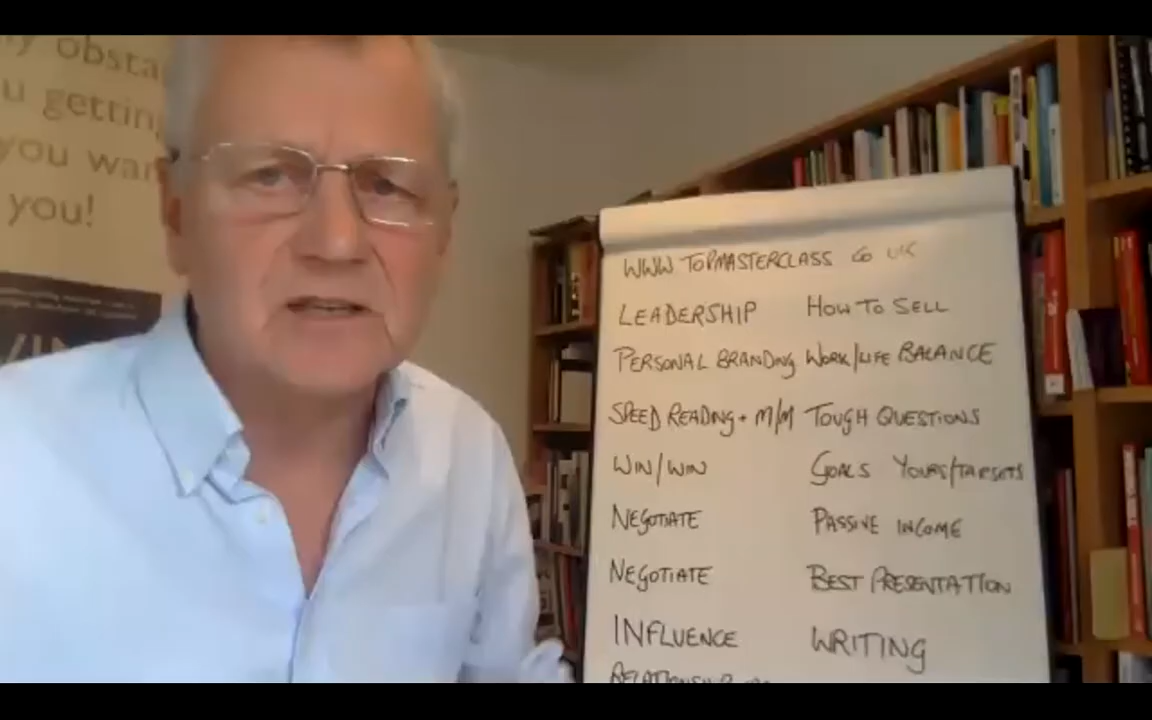 obsta
u getting
you wan
you!
WWW TOPMASTERCLASS CO UK
LEADERSHIP HOW TO SELL
PERSONAL BRANDING WORK/LIFE BALANCE
SPEED READING + M/M TOUGH QUESTIONS
WIN/WIN GOALS YOURS/TARGETS
NEGOTIATE PASSIVE INCOME
NEGOTIATE BEST PRESENTATION
INFLUENCE WRITING